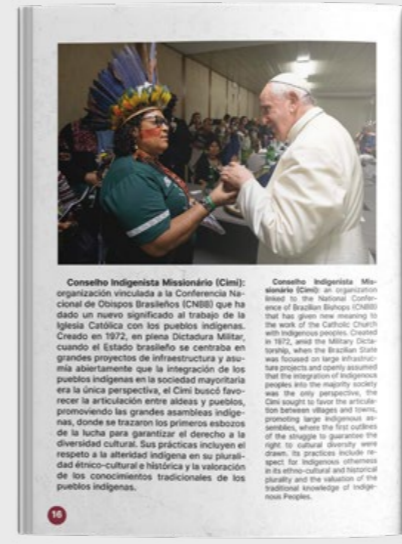 Conselho Indigenista Missionário (Cimi):
organización vinculada a la Conferencia Na-
cional de Obispos Brasileños (CNBB) que ha
dado un nuevo significado al trabajo de la
Iglesia Católica con los pueblos indígenas.
Creado en 1972, en plena Dictadura Militar,
cuando el Estado brasileño se centraba en
grandes proyectos de infraestructura y asu-
mía abiertamente que la integración de los
pueblos indígenas en la sociedad mayoritaria
era la única perspectiva, el Cimi buscó favo-
recer la articulación entre aldeas y pueblos,
promoviendo las grandes asambleas indíge-
nas, donde se trazaron los primeros esbozos
de la lucha para garantizar el derecho a la
diversidad cultural. Sus prácticas incluyen el
respeto a la alteridad indígena en su plurali-
dad étnico-cultural e histórica y la valoración
de los conocimientos tradicionales de los
pueblos indígenas.
Conselho Indigenista Mis-
sionário (Cimi): an organization
linked to the National Confer-
ence of Brazilian Bishops (CNBB)
that has given new meaning to
the work of the Catholic Church
with Indigenous peoples. Created
in 1972, amid the Military Dicta-
torship, when the Brazilian State
was focused on large infrastruc-
ture projects and openly assumed
that the integration of Indigenous
peoples into the majority society
was the only perspective, the
Cimi sought to favor the articula-
tion between villages and towns,
promoting large indigenous as-
semblies, where the first outlines
of the struggle to guarantee the
right to cultural diversity were
drawn. Its practices include re-
spect for Indigenous otherness
in its ethno-cultural and historical
plurality and the valuation of the
traditional knowledge of Indige-
nous Peoples.
16